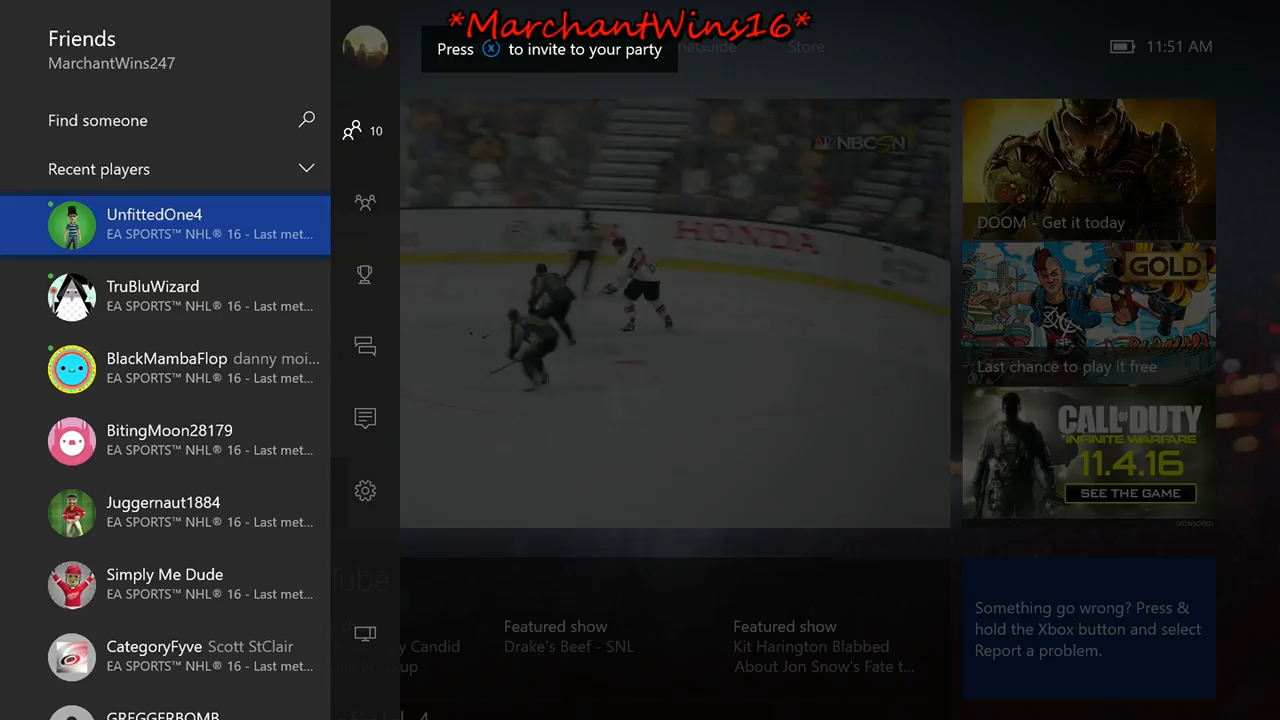 *MarchantWins16*
Friends
MarchantWins247
Find someone
Recent players
UnfittedOne4
EA SPORTS™ NHL® 16 - Last met...
TruBluWizard
EA SPORTS™ NHL® 16 - Last met...
BlackMambaFlop danny moi...
EA SPORTS™ NHL® 16 - Last met...
BitingMoon28179
EA SPORTS™ NHL® 16 - Last met...
Juggernaut1884
EA SPORTS™ NHL® 16 - Last met...
Simply Me Dude
EA SPORTS™ NHL® 16 - Last met...
CategoryFyve Scott StClair
EA SPORTS™ NHL® 16 - Last met...
GREGGERBOMB
10
Press X to invite to your party
neGuide
Store
11:51 AM
NBCSN
HONDA
DOOM - Get it today
GOLD
Last chance to play it free
CALL OF DUTY
INFINITE WARFARE
11.4.16
SEE THE GAME
SPONSORED
Tube
Candid
Featured show
Drake's Beef - SNL
Featured show
Kit Harington Blabbed
About Jon Snow's Fate t...
Something go wrong? Press &
hold the Xbox button and select
Report a problem.